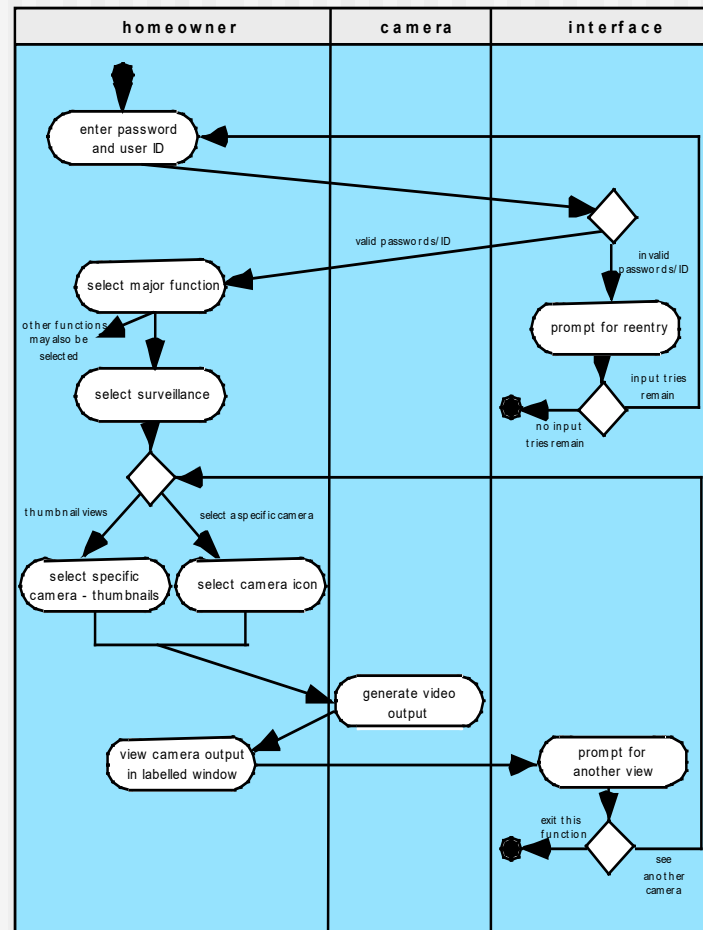 homeowner
camera
interface
enter password
and user ID
valid passwords/ID
invalid
passwords/ID
select major function
prompt for reentry
other functions
may also be
selected
input tries
remain
select surveillance
no input
tries remain
thumbnail views
select a specific camera
select specific
camera - thumbnails
select camera icon
generate video
output
view camera output
in labelled window
prompt for
another view
exit this
function
see
another
camera